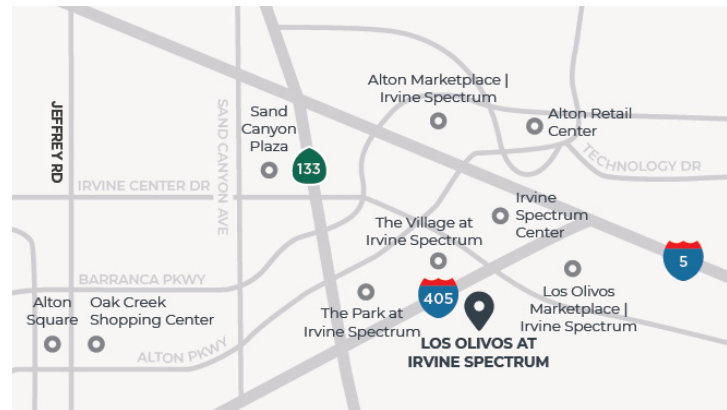 Alton Marketplace |
Irvine Spectrum
JEFFREY RD
SAND CANYON AVE
Sand
Canyon
Plaza
Alton Retail
Center
TECHNOLOGY DR
133
IRVINE CENTER DR
Irvine
Spectrum
Center
The Village at
Irvine Spectrum
5
BARRANCA PKWY
405
Alton
Square
Oak Creek
Shopping Center
The Park at
Irvine Spectrum
Los Olivos
Marketplace |
Irvine Spectrum
ALTON PKWY
LOS OLIVOS AT
IRVINE SPECTRUM